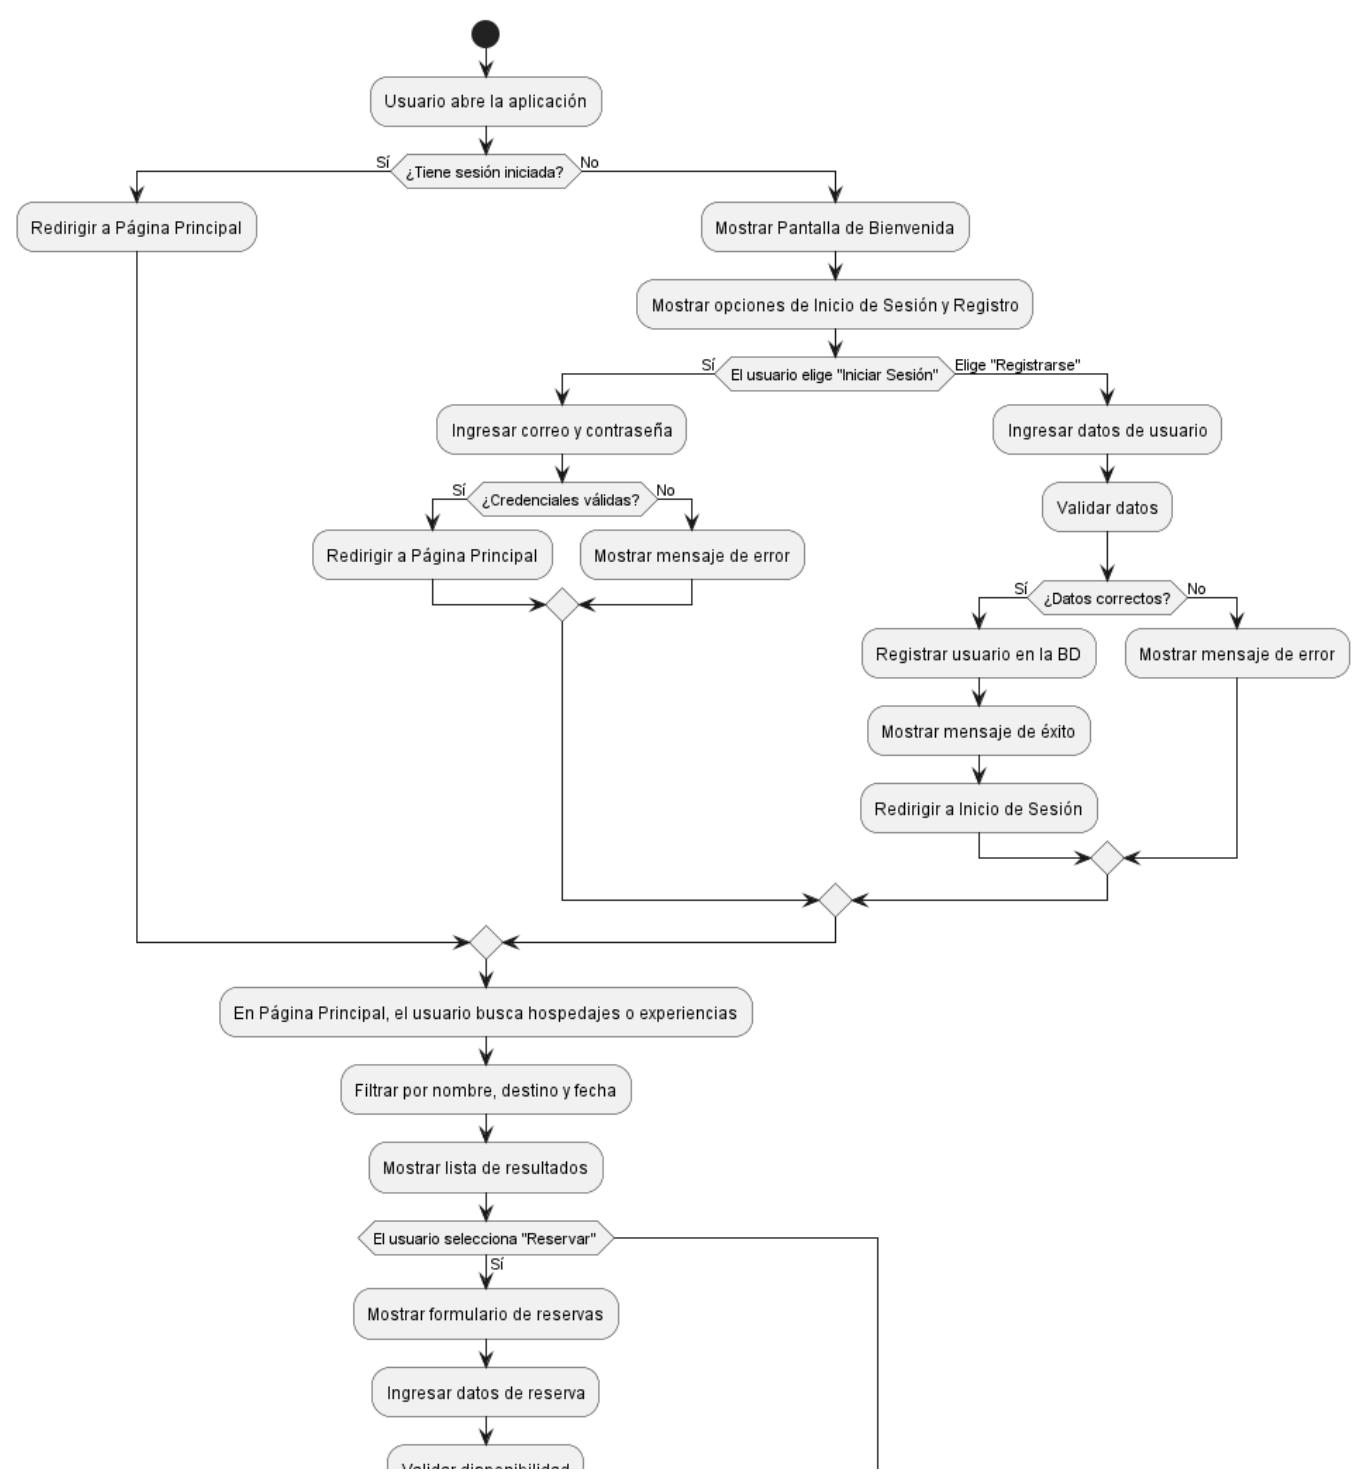 Usuario abre la aplicación
Sí
¿Tiene sesión iniciada?
No
Redirigir a Página Principal
Mostrar Pantalla de Bienvenida
Mostrar opciones de Inicio de Sesión y Registro
Sí
El usuario elige "Iniciar Sesión"
Elige "Registrarse"
Ingresar correo y contraseña
Ingresar datos de usuario
Sí
¿Credenciales válidas?
No
Validar datos
Redirigir a Página Principal
Mostrar mensaje de error
Sí
¿Datos correctos?
No
Registrar usuario en la BD
Mostrar mensaje de error
Mostrar mensaje de éxito
Redirigir a Inicio de Sesión
En Página Principal, el usuario busca hospedajes o experiencias
Filtrar por nombre, destino y fecha
Mostrar lista de resultados
El usuario selecciona "Reservar"
Sí
Mostrar formulario de reservas
Ingresar datos de reserva
Validar disponibilidad